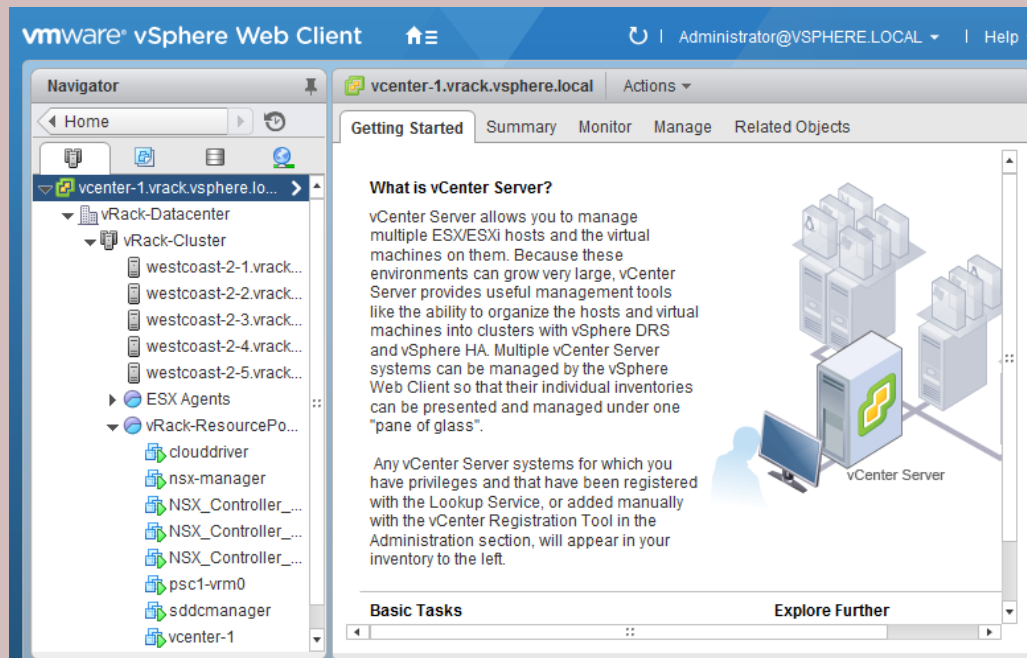 vmware® vSphere Web Client
Administrator@VSPHERE.LOCAL
Help
Navigator
Home
vcenter-1.vrack.vsphere.lo...
vRack-Datacenter
vRack-Cluster
westcoast-2-1.vrack...
westcoast-2-2.vrack...
westcoast-2-3.vrack...
westcoast-2-4.vrack...
westcoast-2-5.vrack...
ESX Agents
vRack-ResourcePo...
clouddriver
nsx-manager
NSX_Controller_...
NSX_Controller_...
NSX_Controller_...
psc1-vrm0
sddcmanager
vcenter-1
vcenter-1.vrack.vsphere.local
Actions
Getting Started Summary Monitor Manage Related Objects
What is vCenter Server?
vCenter Server allows you to manage
multiple ESX/ESXi hosts and the virtual
machines on them. Because these
environments can grow very large, vCenter
Server provides useful management tools
like the ability to organize the hosts and virtual
machines into clusters with vSphere DRS
and vSphere HA. Multiple vCenter Server
systems can be managed by the vSphere
Web Client so that their individual inventories
can be presented and managed under one
"pane of glass".
Any vCenter Server systems for which you
have privileges and that have been registered
with the Lookup Service, or added manually
with the vCenter Registration Tool in the
Administration section, will appear in your
inventory to the left.
vCenter Server
Basic Tasks
Explore Further